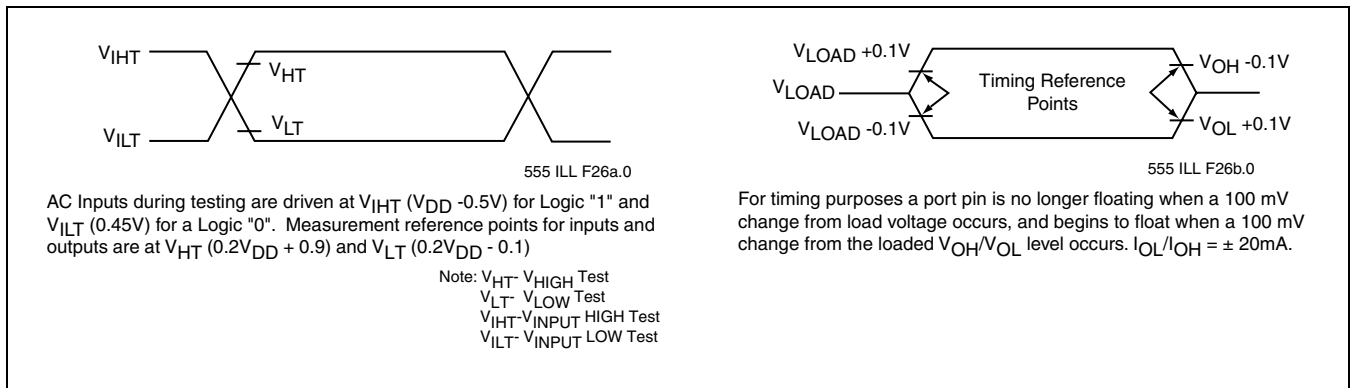 VIHT
VHT
VLT
VILT
555 ILL F26a.0
AC Inputs during testing are driven at VIHT (VDD -0.5V) for Logic "1" and
VILT (0.45V) for a Logic "0". Measurement reference points for inputs and
outputs are at VHT (0.2VDD + 0.9) and VLT (0.2VDD - 0.1)
Note: VHT- VHIGH Test
VLT- VLOW Test
VIHT-VINPUT HIGH Test
VILT- VINPUT LOW Test
VLOAD +0.1V
VLOAD
VLOAD -0.1V
Timing Reference
Points
VOH -0.1V
VOL +0.1V
555 ILL F26b.0
For timing purposes a port pin is no longer floating when a 100 mV
change from load voltage occurs, and begins to float when a 100 mV
change from the loaded VOH/VOL level occurs. IOL/IOH = ± 20mA.